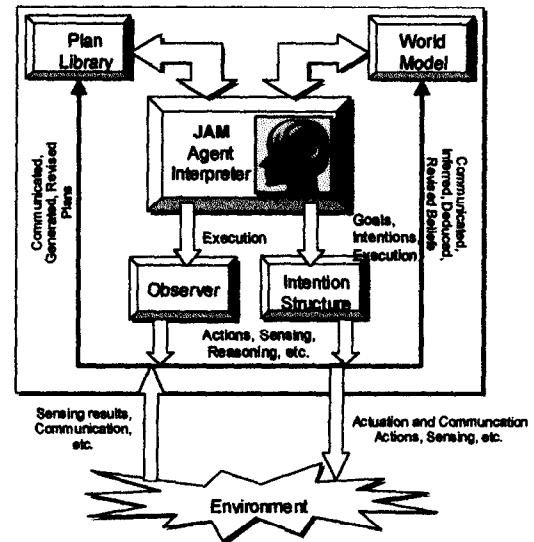 Plan
Library
World
Model
JAM
Agent
Interpreter
Communicated,
Generated, Revised
Plans
Communicated,
Inferred, Deduced,
Revised Beliefs
Execution
Goals,
Intentions,
Execution
Observer
Intention
Structure
Actions, Sensing,
Reasoning, etc.
Sensing results,
Communication,
etc.
Actuation and Communcation
Actions, Sensing, etc.
Environment